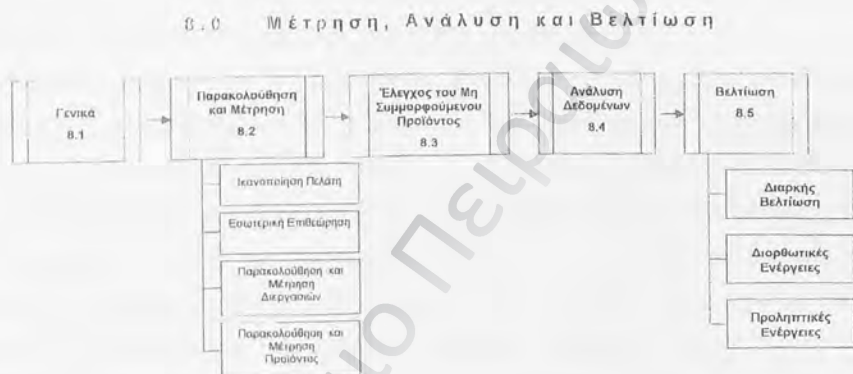 8.0 Μέτρηση, Ανάλυση και Βελτίωση
Γενικά
8.1
Παρακολούθηση
και Μέτρηση
8.2
Έλεγχος του Μη
Συμμορφούμενου
Προϊόντος
8.3
Ανάλυση
Δεδομένων
8.4
Βελτίωση
8.5
Ικανοποίηση Πελάτη
Εσωτερική Επιθεώρηση
Παρακολούθηση και
Μέτρηση
Διεργασιών
Παρακολούθηση και
Μέτρηση
Προϊόντος
Διαρκής
Βελτίωση
Διορθωτικές
Ενέργειες
Προληπτικές
Ενέργειες
Πειραιώ